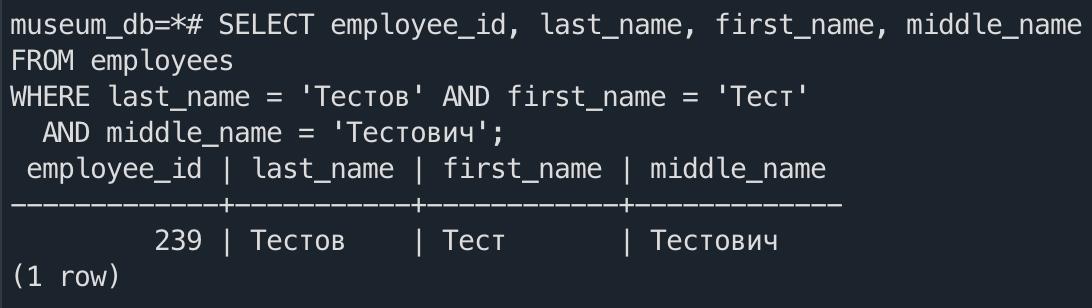 museum_db=*# SELECT employee_id, last_name, first_name, middle_name
FROM employees
WHERE last_name = 'Тестов' AND first_name = 'Тест'
  AND middle_name = 'Тестович';
 employee_id | last_name | first_name | middle_name
-------------+-----------+------------+-------------
         239 | Тестов    | Тест       | Тестович
(1 row)